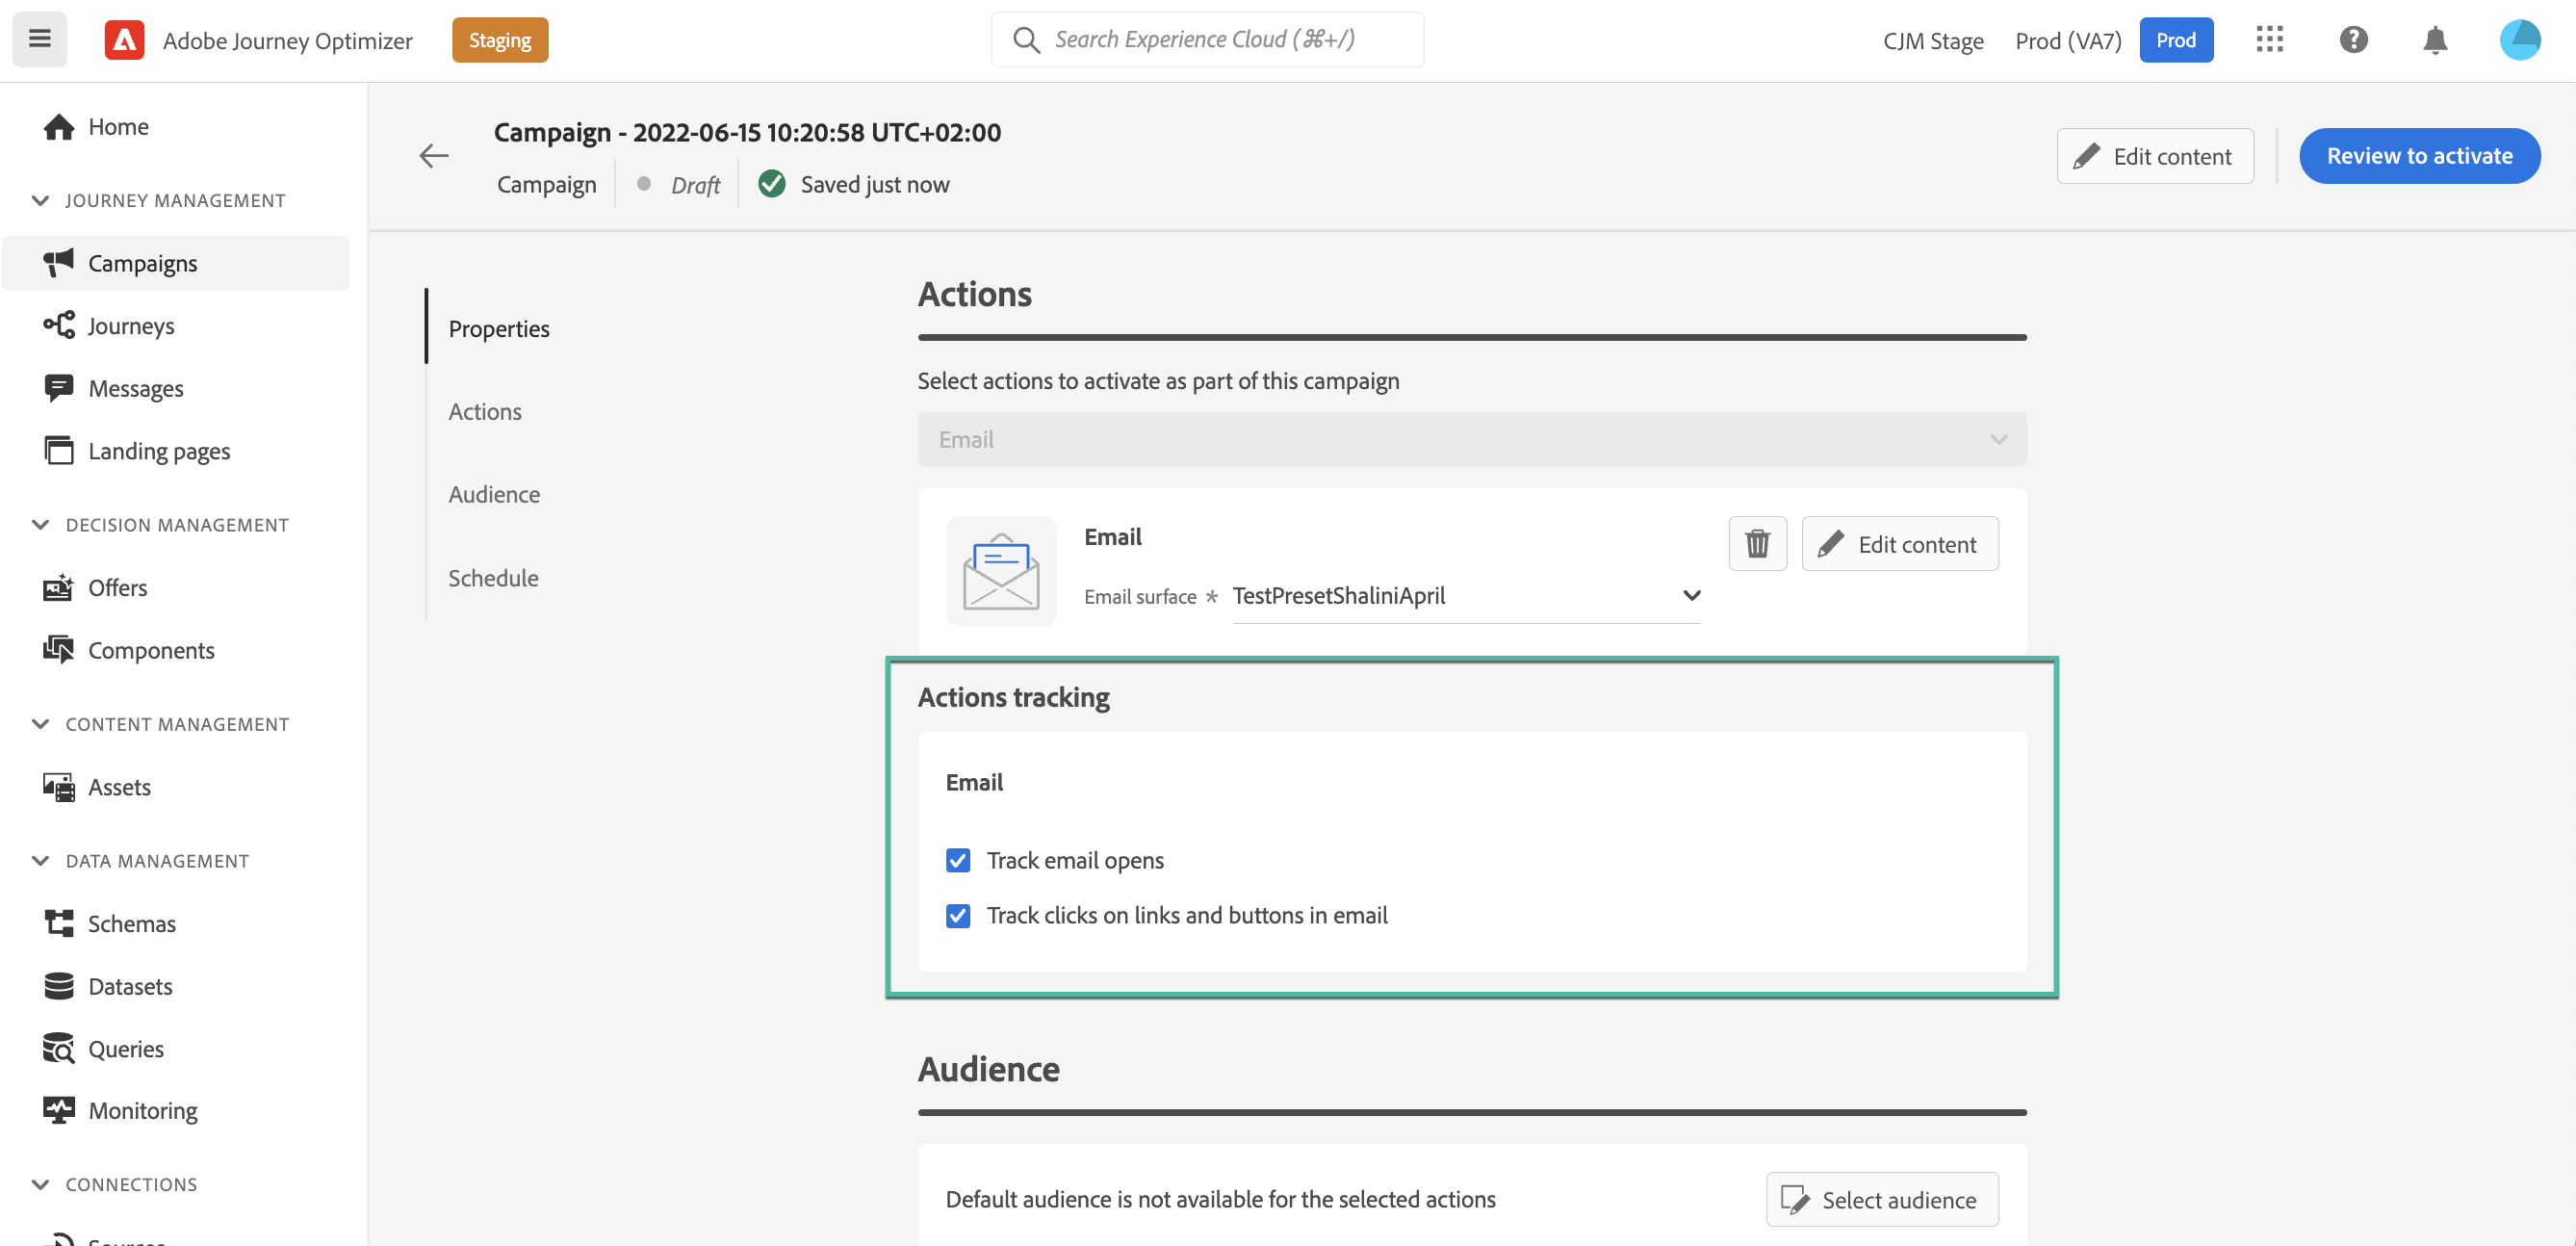 Adobe Journey Optimizer
Staging
Search Experience Cloud (⌘+/)
CJM Stage
Prod (VA7)
Prod
Home
JOURNEY MANAGEMENT
Campaigns
Journeys
Messages
Landing pages
DECISION MANAGEMENT
Offers
Components
CONTENT MANAGEMENT
Assets
DATA MANAGEMENT
Schemas
Datasets
Queries
Monitoring
CONNECTIONS
Sources
Campaign - 2022-06-15 10:20:58 UTC+02:00
Campaign
Draft
Saved just now
Edit content
Review to activate
Properties
Actions
Audience
Schedule
Actions
Select actions to activate as part of this campaign
Email
Email
Edit content
Email surface * TestPresetShaliniApril
Actions tracking
Email
Track email opens
Track clicks on links and buttons in email
Audience
Default audience is not available for the selected actions
Select audience